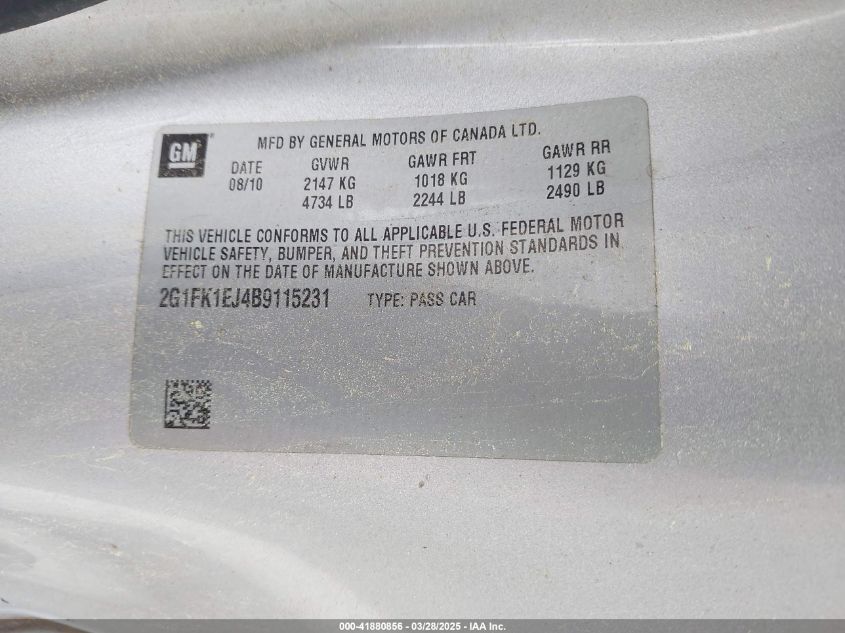 GM
MFD BY GENERAL MOTORS OF CANADA LTD.
DATE GVWR GAWR FRT GAWR RR
08/10 2147 KG 1018 KG 1129 KG
4734 LB 2244 LB 2490 LB
THIS VEHICLE CONFORMS TO ALL APPLICABLE U.S. FEDERAL MOTOR
VEHICLE SAFETY, BUMPER, AND THEFT PREVENTION STANDARDS IN
EFFECT ON THE DATE OF MANUFACTURE SHOWN ABOVE.
2G1FK1EJ4B9115231 TYPE: PASS CAR
000-41880856 — 03/28/2025 — IAA Inc.